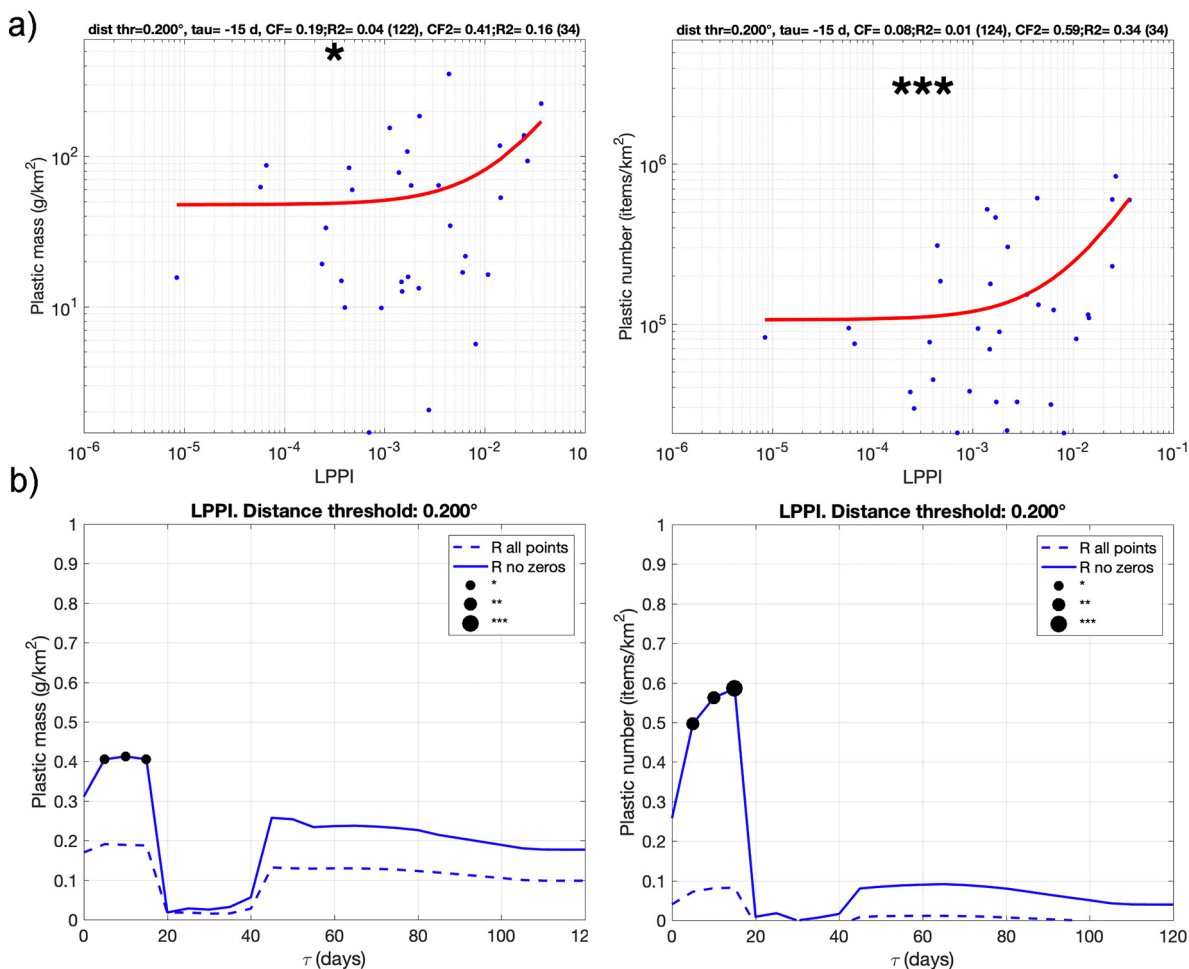 a)
dist thr=0.200°, tau= -15 d, CF= 0.19;R2= 0.04 (122), CF2= 0.41;R2= 0.16 (34)
*
Plastic mass (g/km²)
10²
10¹
10⁻⁶ 10⁻⁵ 10⁻⁴ 10⁻³ 10⁻² 10
LPPI
dist thr=0.200°, tau= -15 d, CF= 0.08;R2= 0.01 (124), CF2= 0.59;R2= 0.34 (34)
***
Plastic number (items/km²)
10⁶
10⁵
10⁻⁶ 10⁻⁵ 10⁻⁴ 10⁻³ 10⁻² 10⁻¹
LPPI
b)
LPPI. Distance threshold: 0.200°
Plastic mass (g/km²)
1
0.9
0.8
0.7
0.6
0.5
0.4
0.3
0.2
0.1
0
R all points
R no zeros
*
**
***
0 20 40 60 80 100 12
τ (days)
LPPI. Distance threshold: 0.200°
Plastic number (items/km²)
1
0.9
0.8
0.7
0.6
0.5
0.4
0.3
0.2
0.1
0
R all points
R no zeros
*
**
***
0 20 40 60 80 100 120
τ (days)